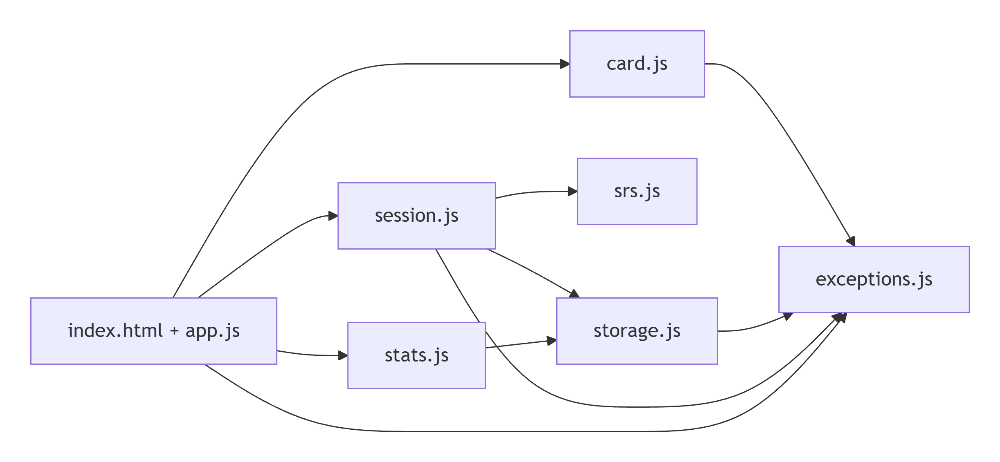 card.js
srs.js
session.js
exceptions.js
index.html + app.js
storage.js
stats.js